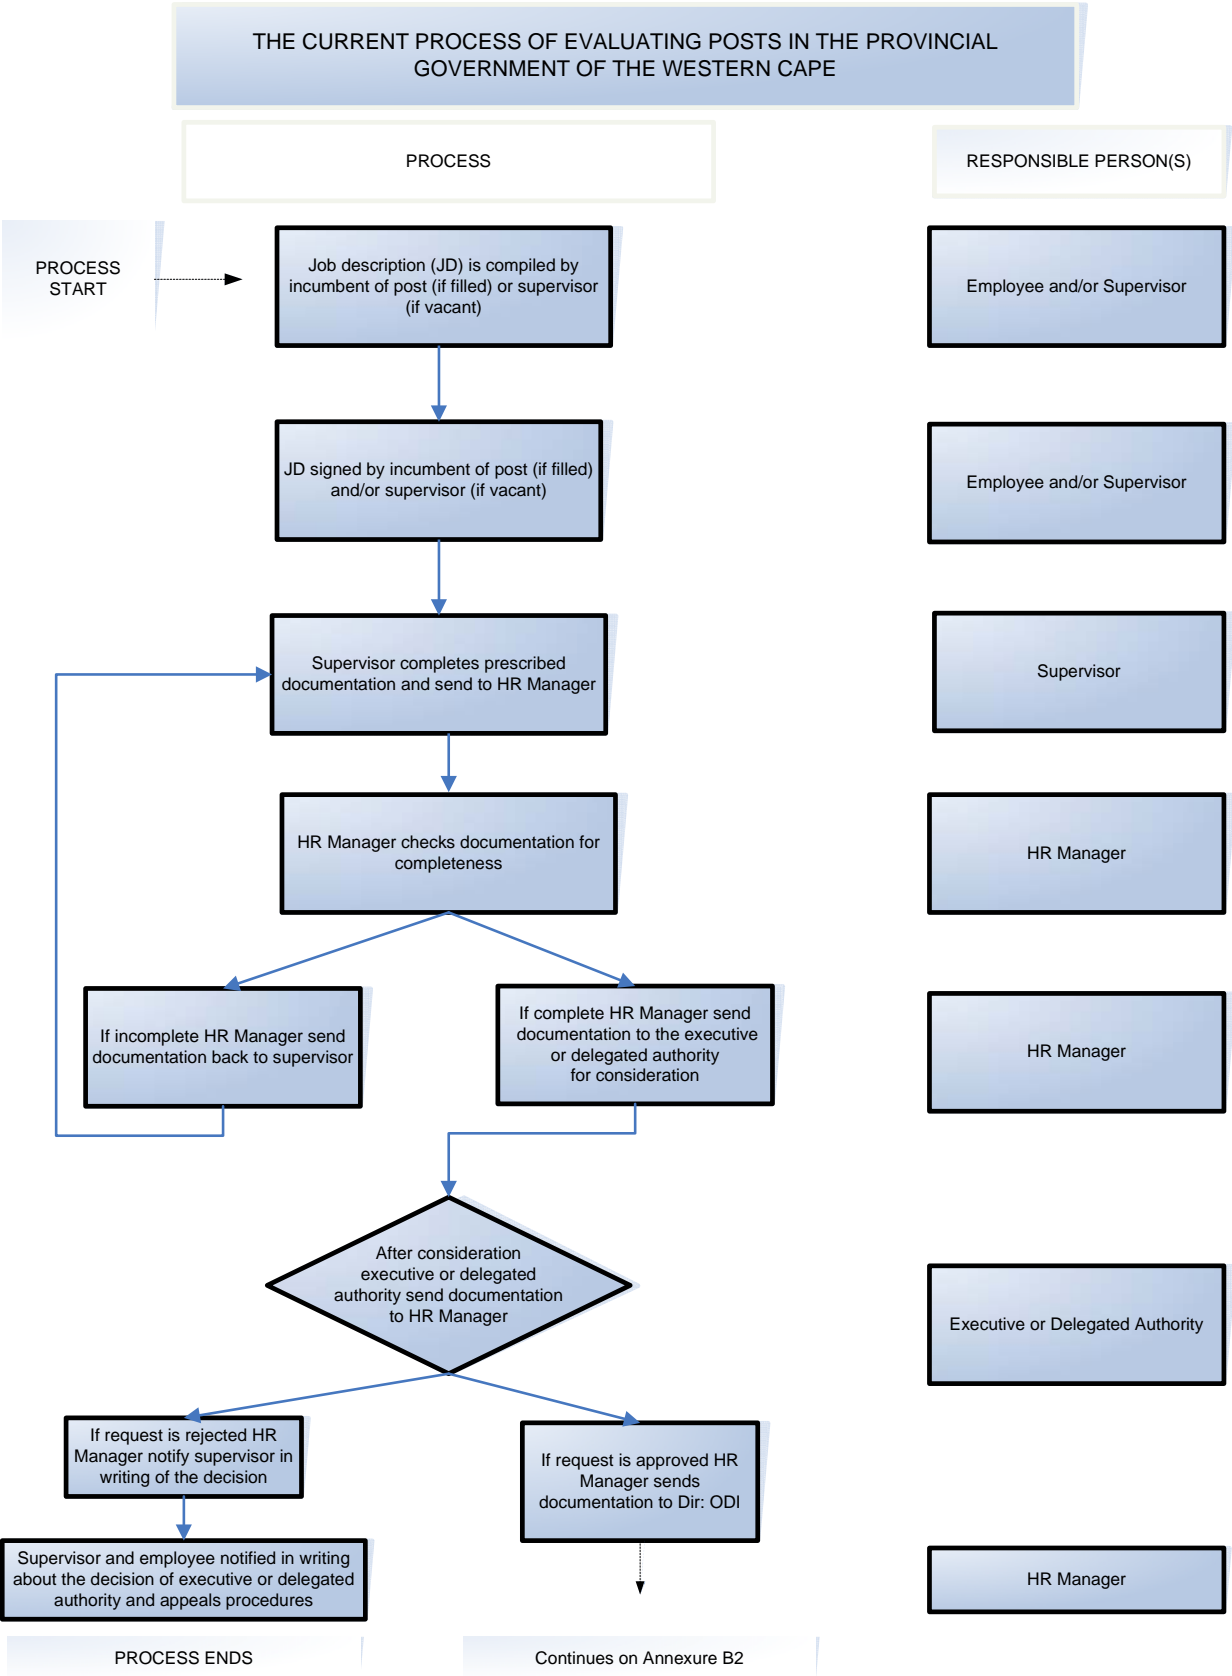 THE CURRENT PROCESS OF EVALUATING POSTS IN THE PROVINCIAL
GOVERNMENT OF THE WESTERN CAPE
PROCESS
RESPONSIBLE PERSON(S)
PROCESS
START
Job description (JD) is compiled by
incumbent of post (if filled) or supervisor
(if vacant)
Employee and/or Supervisor
JD signed by incumbent of post (if filled)
and/or supervisor (if vacant)
Employee and/or Supervisor
Supervisor completes prescribed
documentation and send to HR Manager
Supervisor
HR Manager checks documentation for
completeness
HR Manager
If incomplete HR Manager send
documentation back to supervisor
If complete HR Manager send
documentation to the executive
or delegated authority
for consideration
HR Manager
After consideration
executive or delegated
authority send documentation
to HR Manager
Executive or Delegated Authority
If request is rejected HR
Manager notify supervisor in
writing of the decision
If request is approved HR
Manager sends
documentation to Dir: ODI
Supervisor and employee notified in writing
about the decision of executive or delegated
authority and appeals procedures
HR Manager
PROCESS ENDS
Continues on Annexure B2